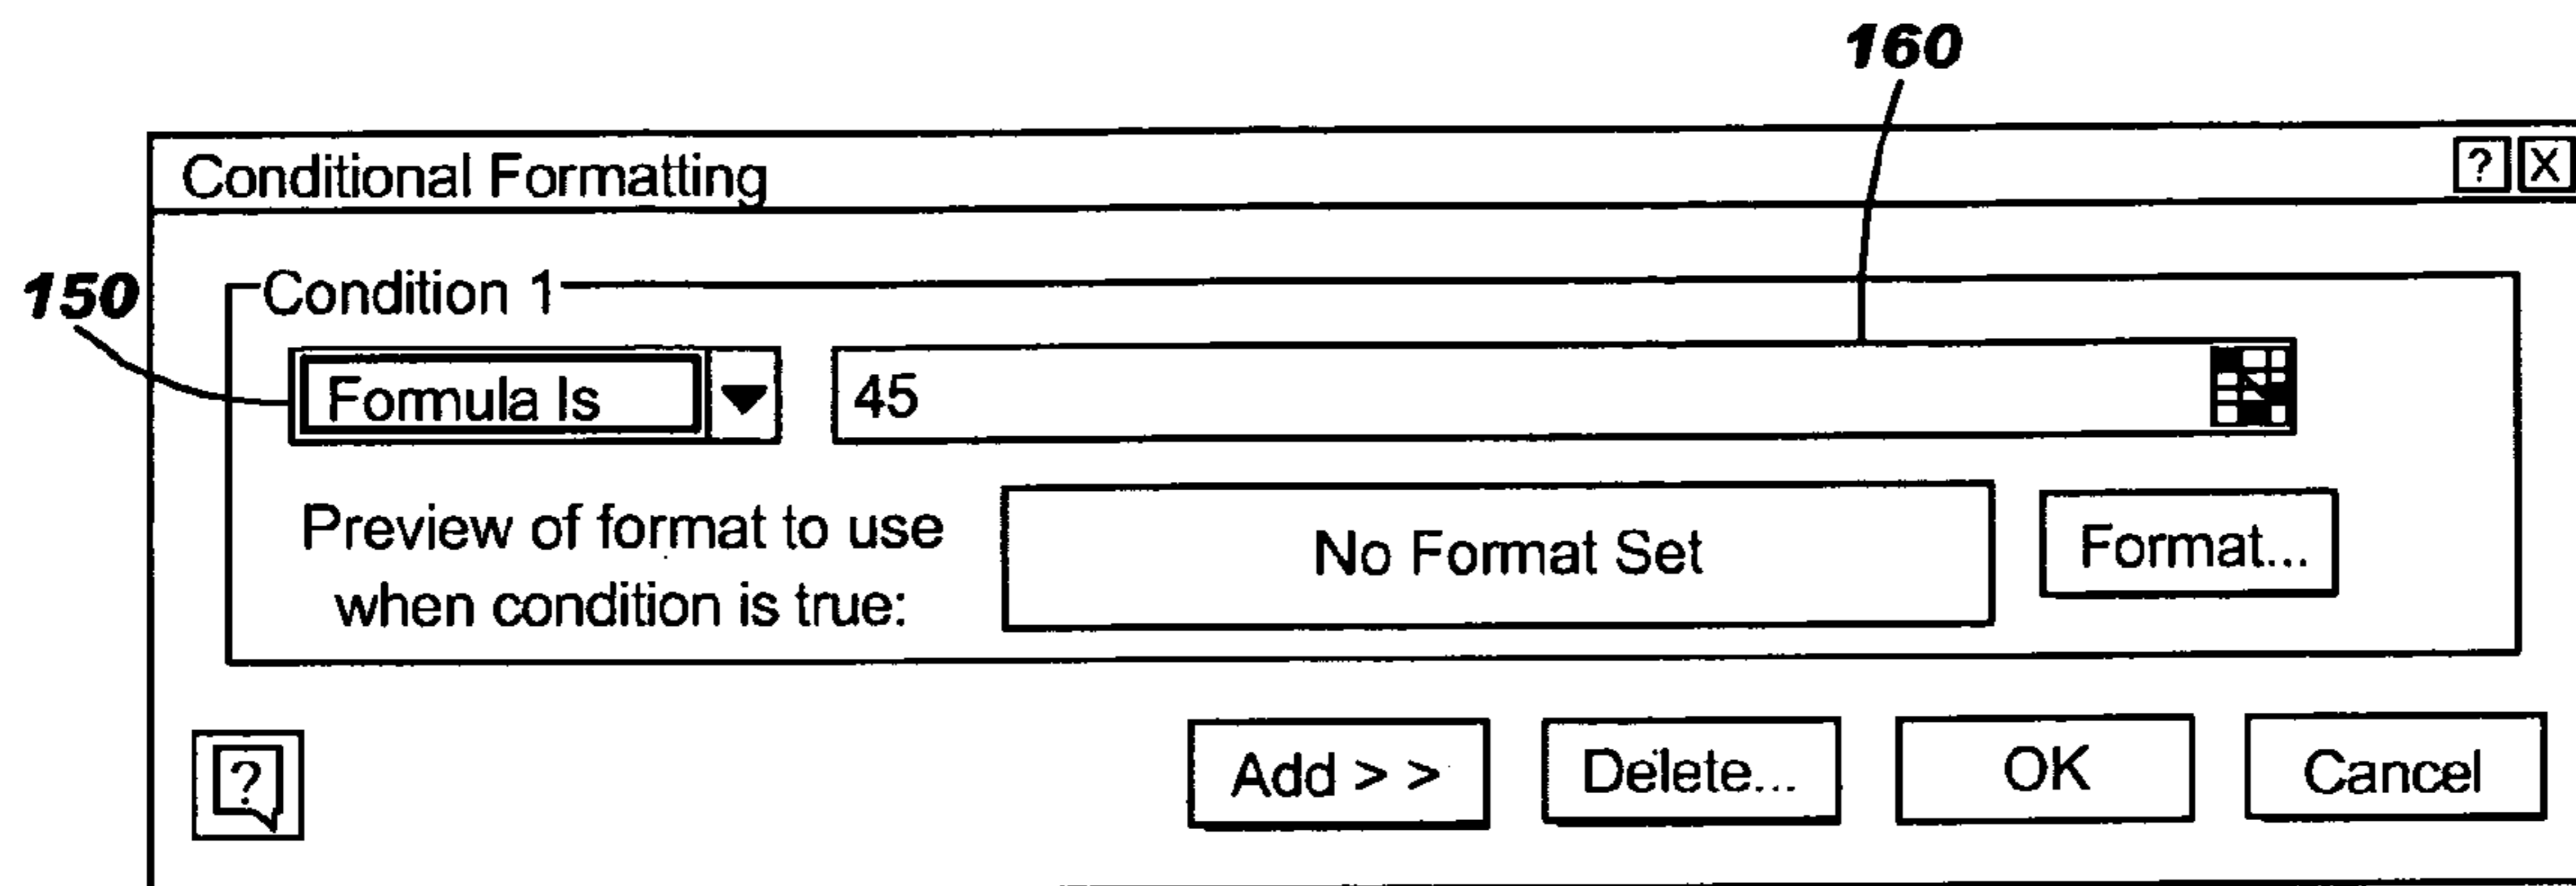 160
Conditional Formatting ? X
150
Condition 1
Formula Is 45
Preview of format to use
when condition is true:
No Format Set
Format...
? Add > > Delete... OK Cancel